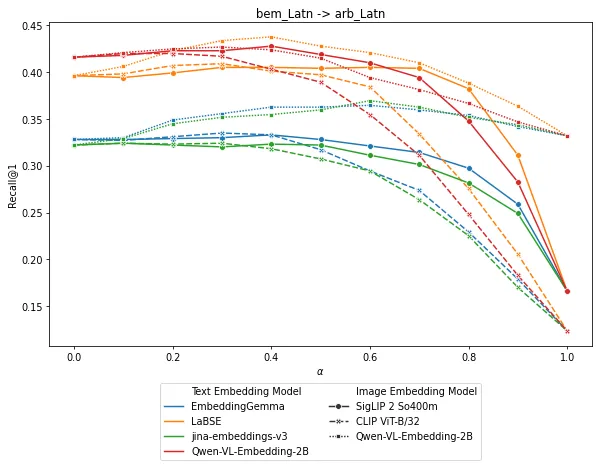 bem_Latn -> arb_Latn
0.45
0.40
0.35
0.30
0.25
0.20
0.15
Recall@1
0.0
0.2
0.4
0.6
0.8
1.0
α
Text Embedding Model
EmbeddingGemma
LaBSE
jina-embeddings-v3
Qwen-VL-Embedding-2B
Image Embedding Model
SigLIP 2 So400m
CLIP ViT-B/32
Qwen-VL-Embedding-2B